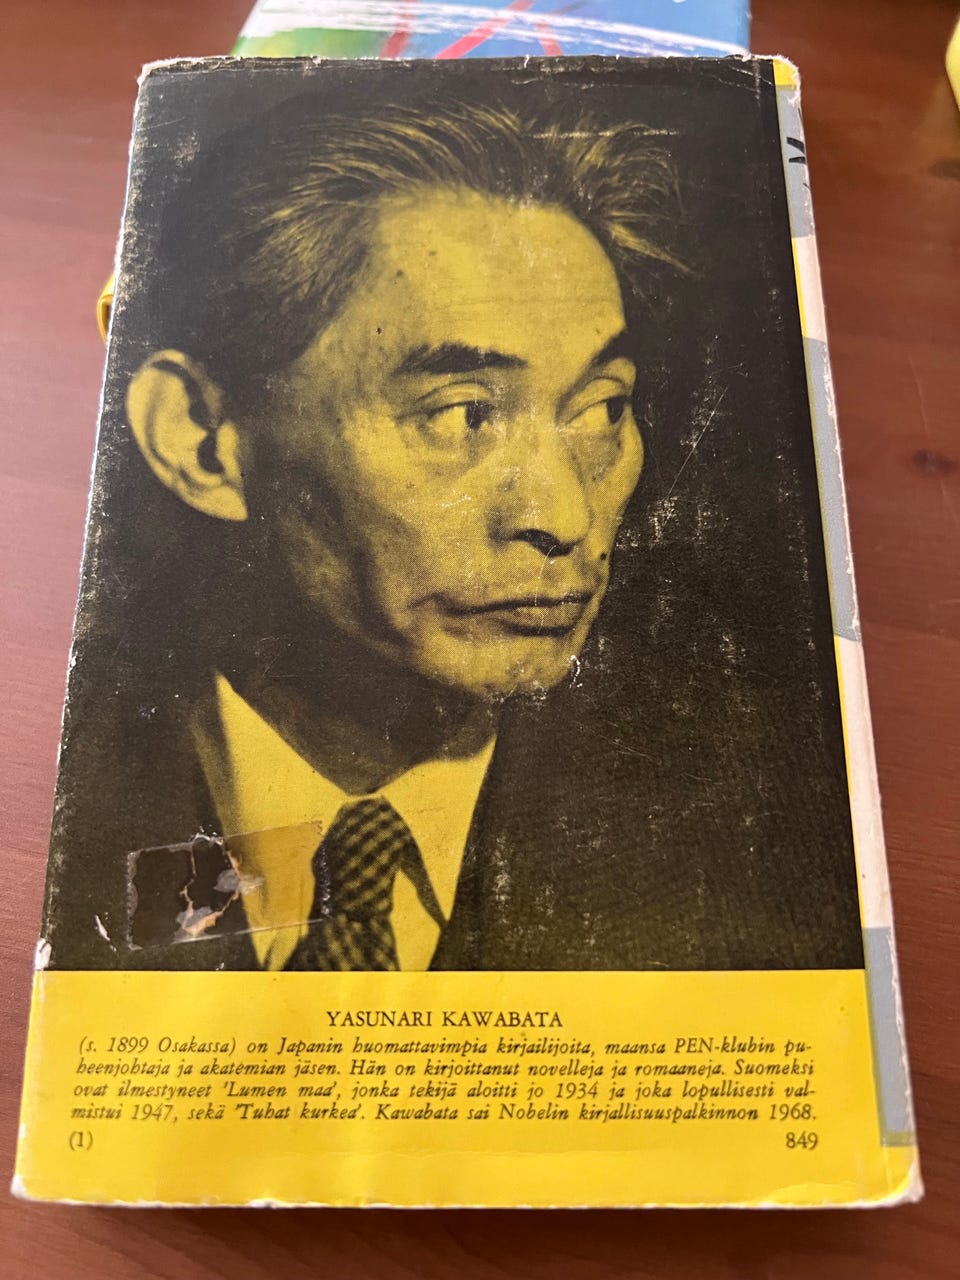 YASUNARI KAWABATA
(s. 1899 Osakassa) on Japanin huomattavimpia kirjailijoita, maansa PEN-klubin pu-
heenjohtaja ja akatemian jäsen. Hän on kirjoittanut novelleja ja romaaneja. Suomeksi
ovat ilmestyneet 'Lumen maa', jonka tekijä aloitti jo 1934 ja joka lopullisesti val-
mistui 1947, sekä 'Tuhat kurkea'. Kawabata sai Nobelin kirjallisuuspalkinnon 1968.
(1) 849